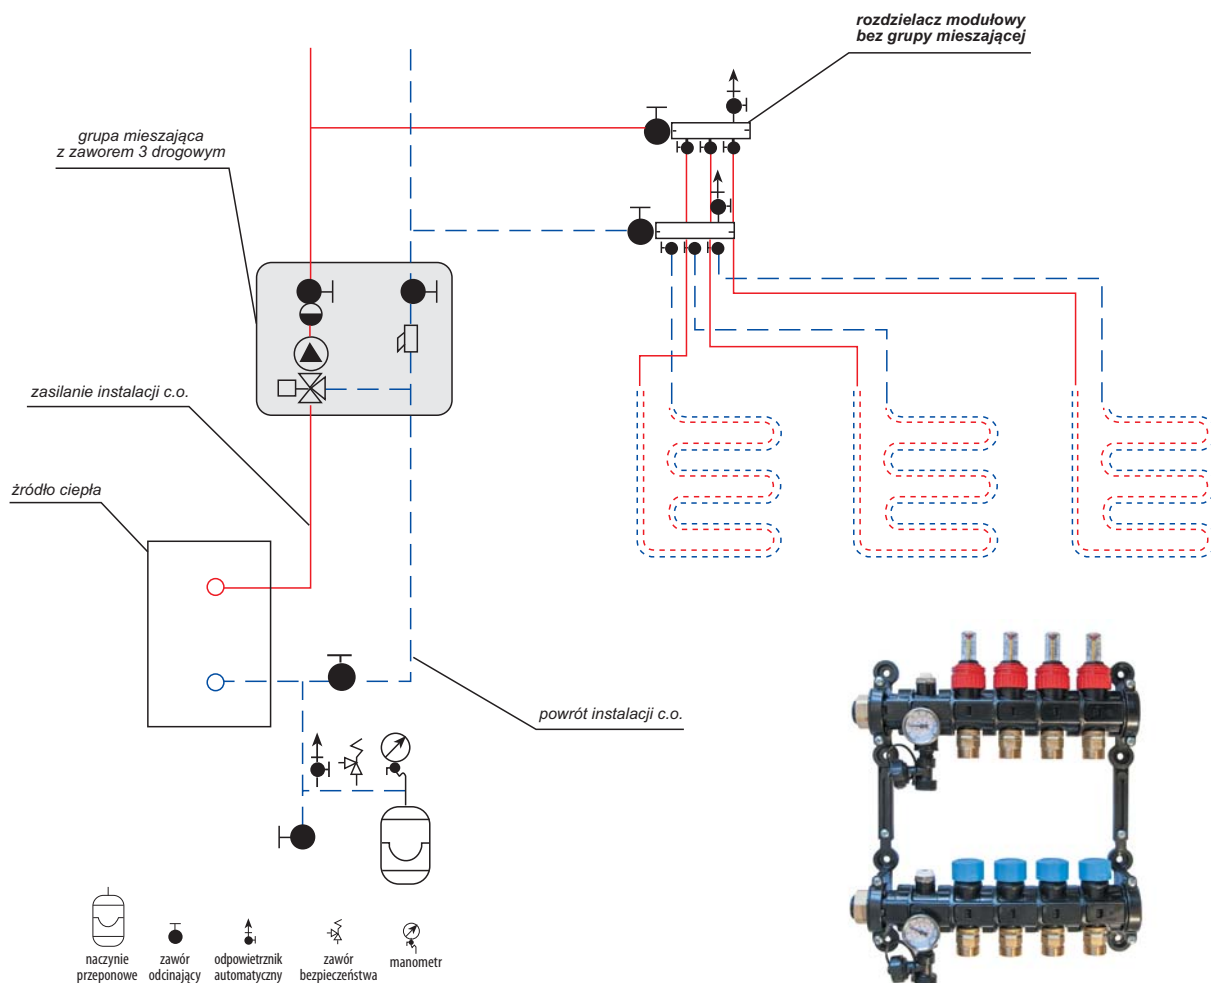 rozdzielacz modułowy
bez grupy mieszającej
grupa mieszająca
z zaworem 3 drogowym
zasilanie instalacji c.o.
źródło ciepła
powrót instalacji c.o.
naczynie
przeponowe
zawór
odcinający
odpowietrznik
automatyczny
zawór
bezpieczeństwa
manometr